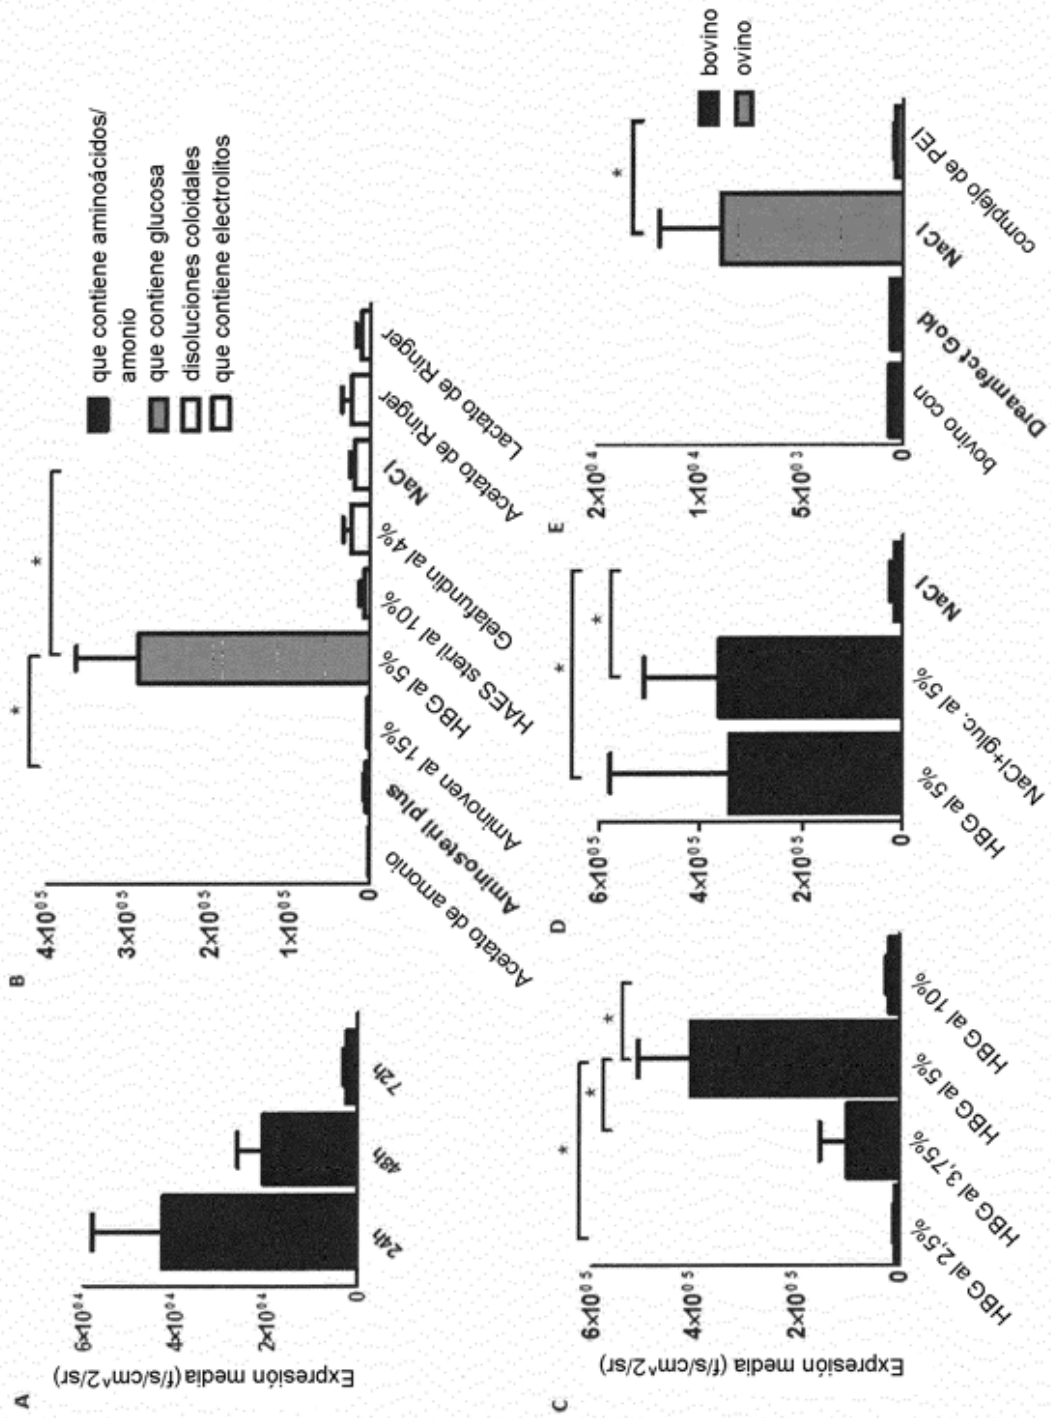 A
Expresión media (f/s/cm^2/sr)
6×10⁰⁴
4×10⁰⁴
2×10⁰⁴
0
24h
48h
72h
B
4×10⁰⁵
3×10⁰⁵
2×10⁰⁵
1×10⁰⁵
0
*
*
Acetato de amonio
Aminosteril plus
Aminoven al 15%
HBG al 5%
HAES steril al 10%
Gelafundin al 4%
NaCl
Acetato de Ringer
Lactato de Ringer
que contiene aminoácidos/
amonio
que contiene glucosa
disoluciones coloidales
que contiene electrolitos
C
Expresión media (f/s/cm^2/sr)
6×10⁰⁵
4×10⁰⁵
2×10⁰⁵
0
*
*
*
HBG al 2,5%
HBG al 3,75%
HBG al 5%
HBG al 10%
D
6×10⁰⁵
4×10⁰⁵
2×10⁰⁵
0
*
*
HBG al 5%
NaCl+gluc. al 5%
NaCl
E
2×10⁰⁴
1×10⁰⁴
5×10⁰³
0
*
bovino con
Dreamfect Gold
NaCl
complejo de PEI
bovino
ovino